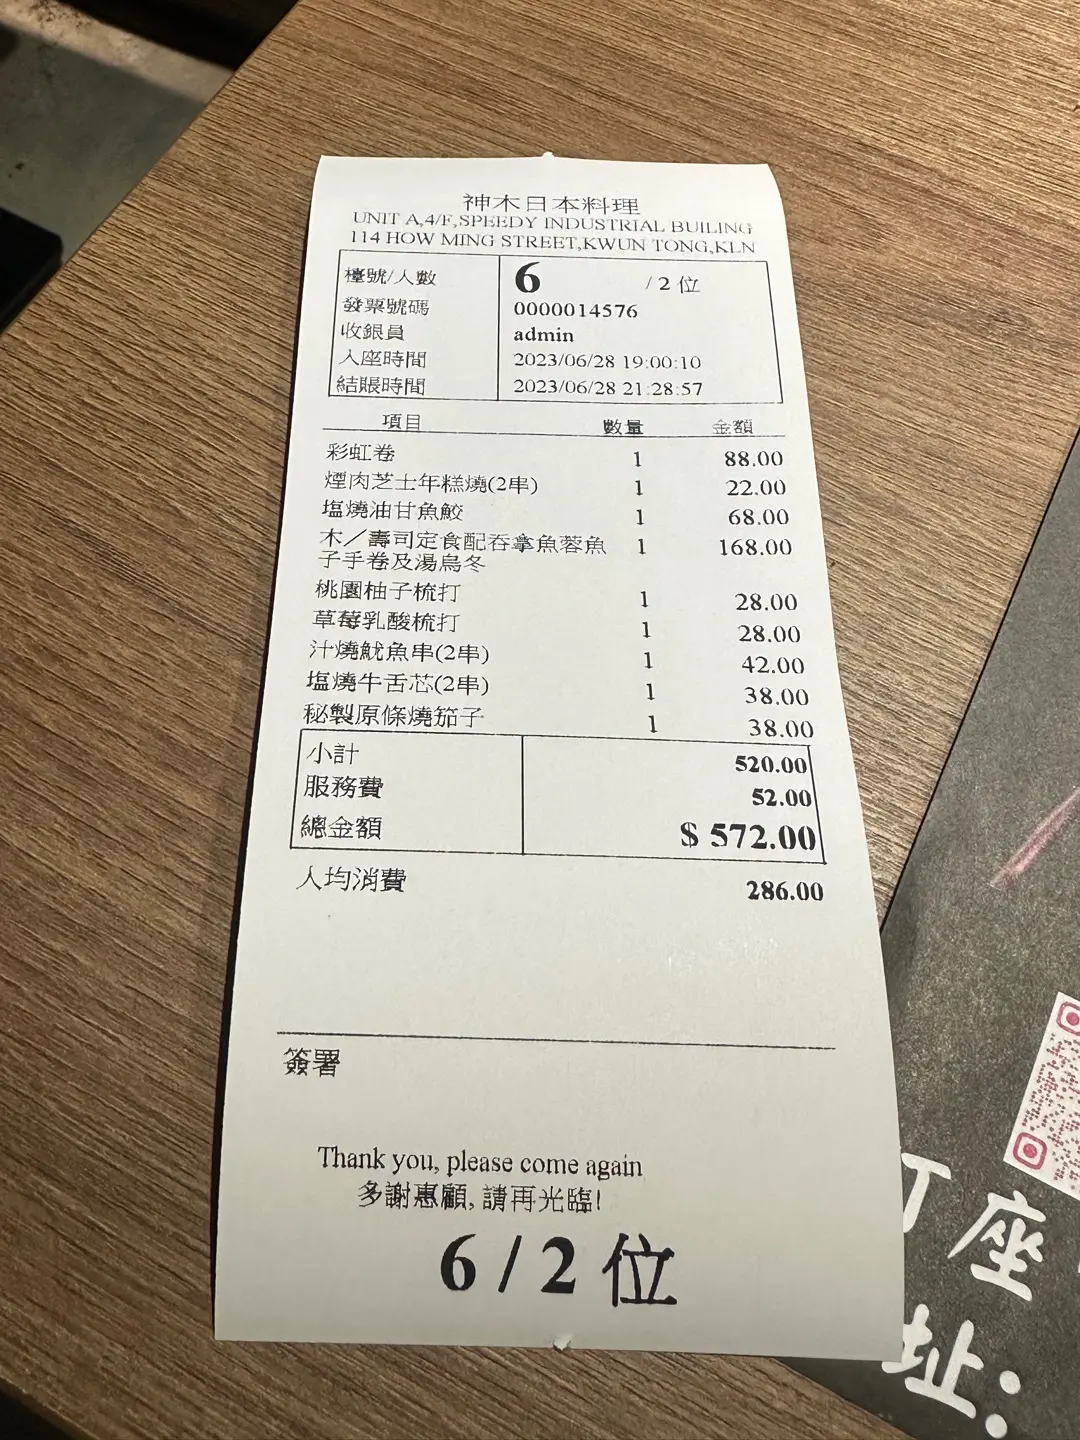 神木日本料理
UNIT A,4/F,SPEEDY INDUSTRIAL BUILING
114 HOW MING STREET,KWUN TONG,KLN
檯號/人數 6 / 2 位
發票號碼 0000014576
收銀員 admin
入座時間 2023/06/28 19:00:10
結賬時間 2023/06/28 21:28:57
項目 數量 金額
彩虹卷 1 88.00
煙肉芝士年糕燒(2串) 1 22.00
塩燒油甘魚鮫 1 68.00
木／壽司定食配吞拿魚蓉魚 1 168.00
子手卷及湯烏冬
桃園柚子梳打 1 28.00
草莓乳酸梳打 1 28.00
汁燒魷魚串(2串) 1 42.00
塩燒牛舌芯(2串) 1 38.00
秘製原條燒茄子 1 38.00
小計 520.00
服務費 52.00
總金額 $ 572.00
人均消費 286.00
簽署
Thank you, please come again
多謝惠顧, 請再光臨!
6 / 2 位
座
址: